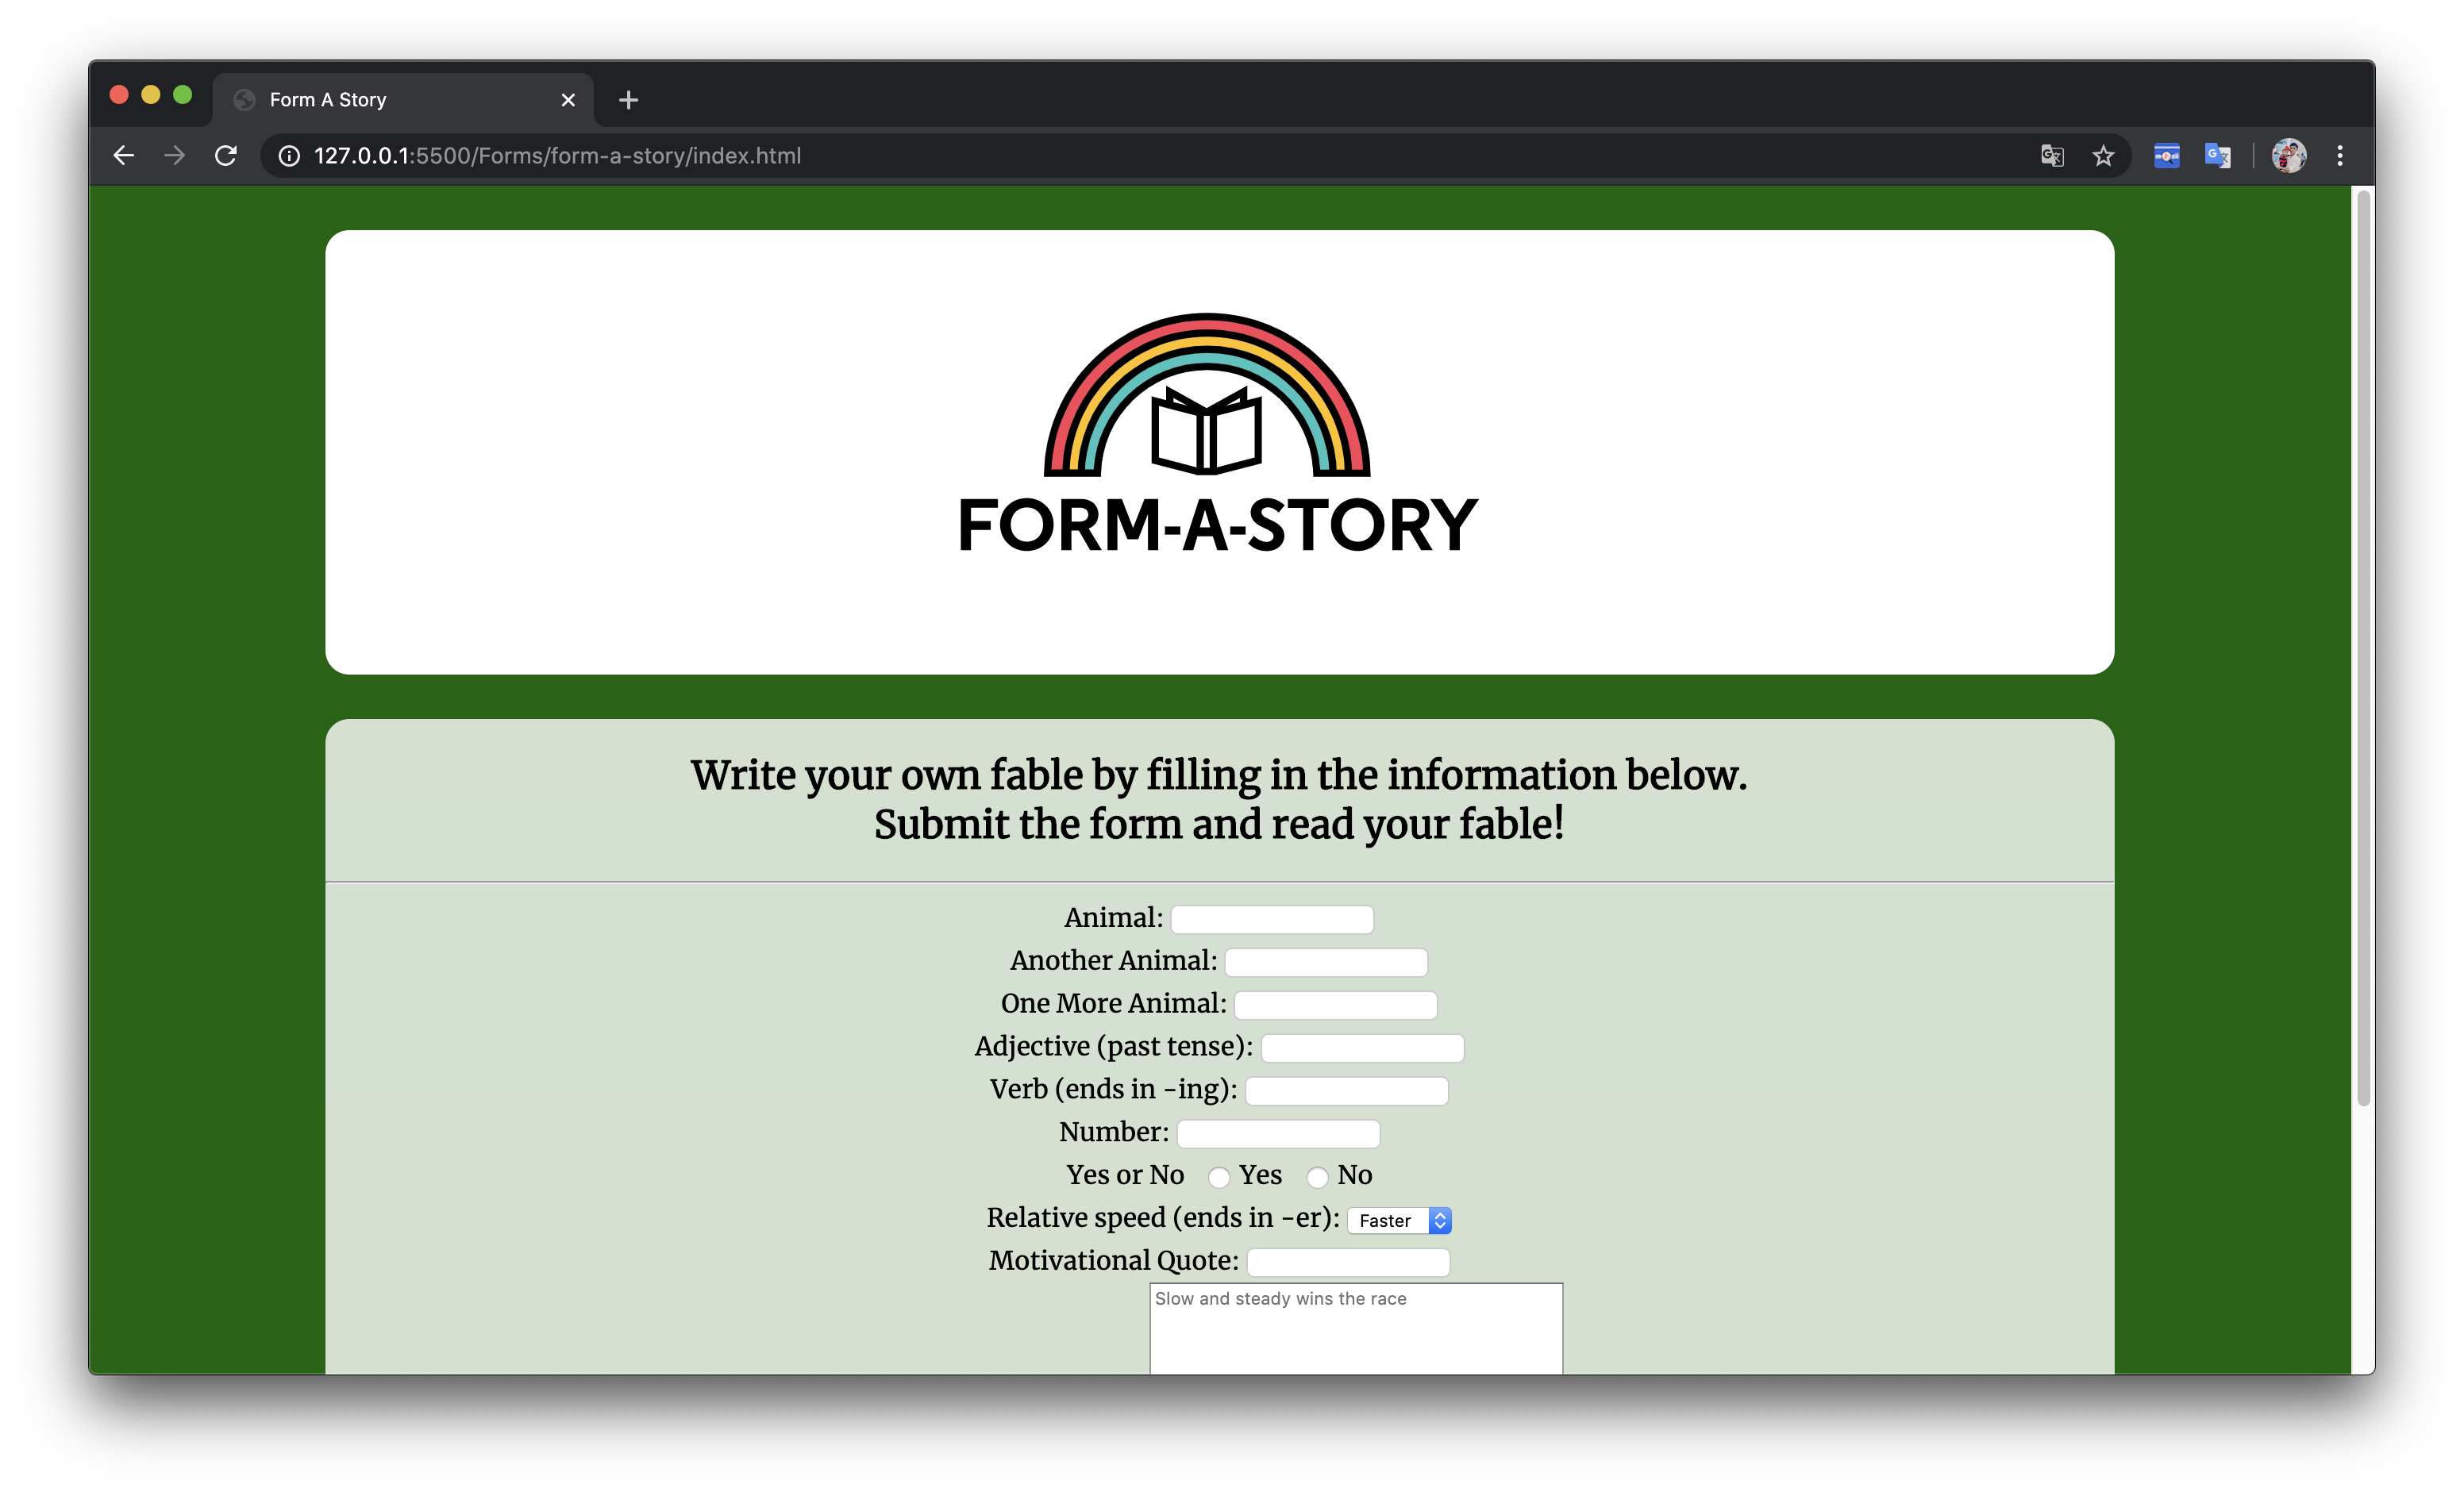 Form A Story
127.0.0.1:5500/Forms/form-a-story/index.html
FORM-A-STORY
Write your own fable by filling in the information below.
Submit the form and read your fable!
Animal:
Another Animal:
One More Animal:
Adjective (past tense):
Verb (ends in -ing):
Number:
Yes or No Yes No
Relative speed (ends in -er): Faster
Motivational Quote:
Slow and steady wins the race